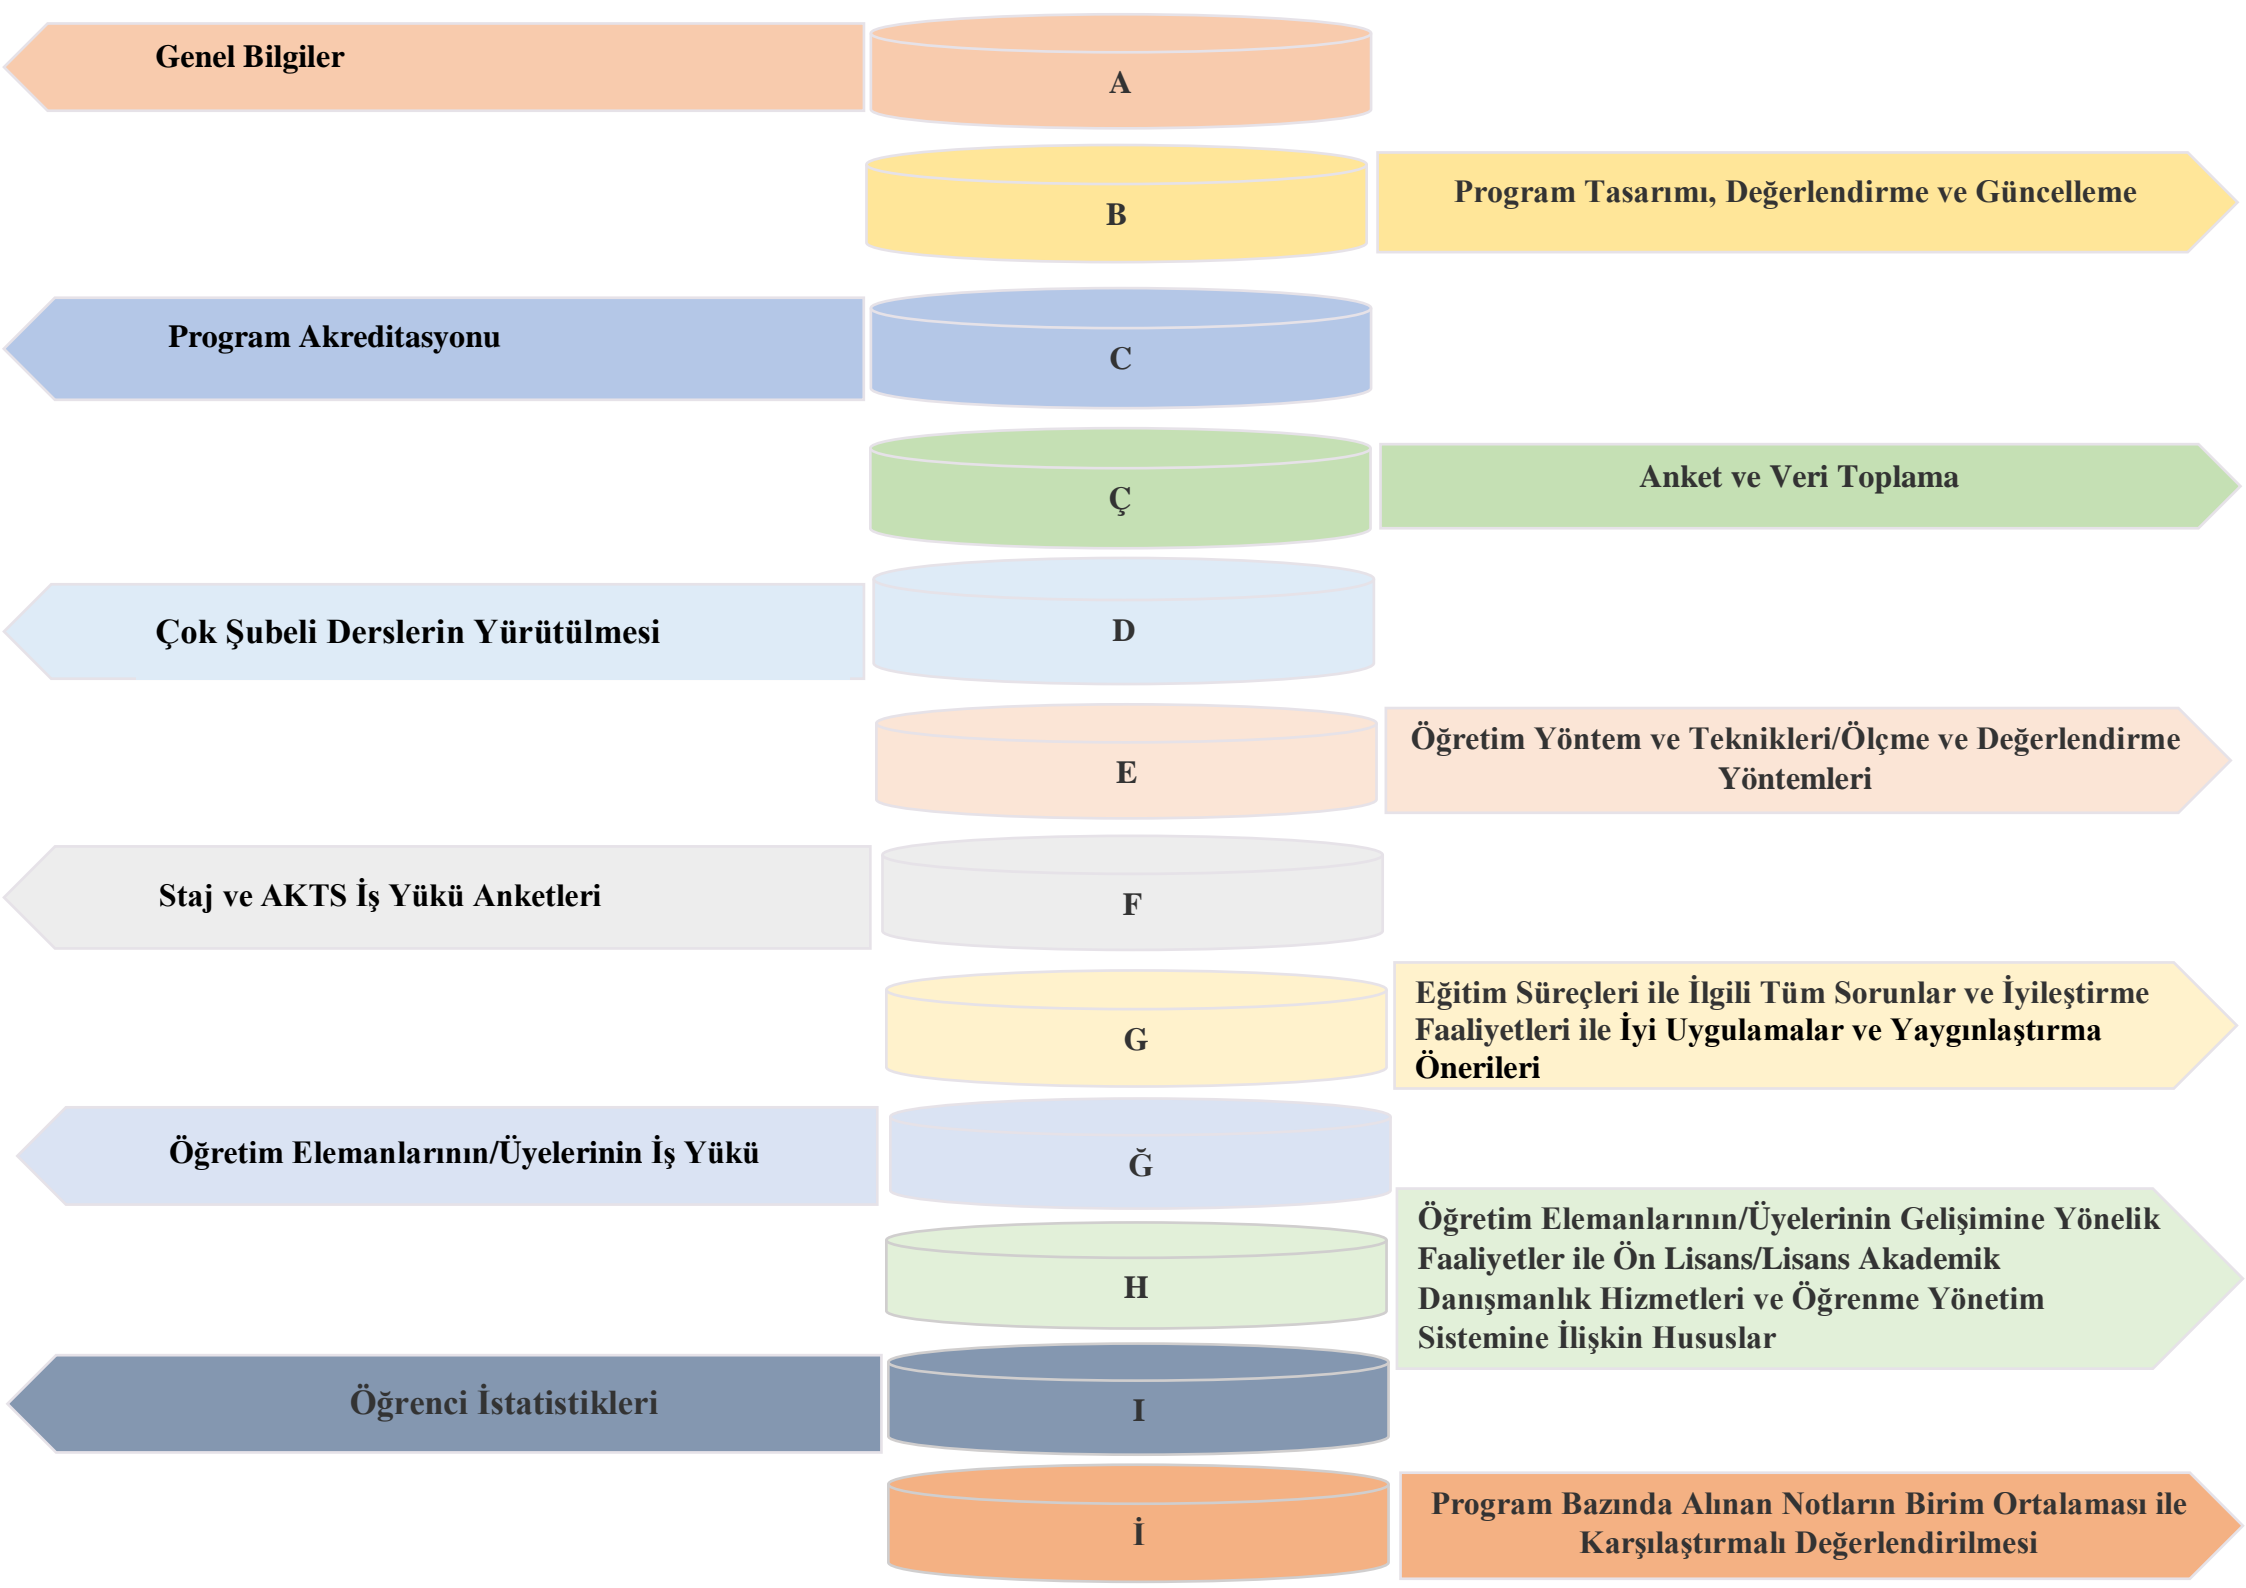 Genel Bilgiler
A
B
Program Tasarımı, Değerlendirme ve Güncelleme
Program Akreditasyonu
C
Ç
Anket ve Veri Toplama
Çok Şubeli Derslerin Yürütülmesi
D
E
Öğretim Yöntem ve Teknikleri/Ölçme ve Değerlendirme
Yöntemleri
Staj ve AKTS İş Yükü Anketleri
F
G
Eğitim Süreçleri ile İlgili Tüm Sorunlar ve İyileştirme
Faaliyetleri ile İyi Uygulamalar ve Yaygınlaştırma
Önerileri
Öğretim Elemanlarının/Üyelerinin İş Yükü
Ğ
H
Öğretim Elemanlarının/Üyelerinin Gelişimine Yönelik
Faaliyetler ile Ön Lisans/Lisans Akademik
Danışmanlık Hizmetleri ve Öğrenme Yönetim
Sistemine İlişkin Hususlar
Öğrenci İstatistikleri
I
İ
Program Bazında Alınan Notların Birim Ortalaması ile
Karşılaştırmalı Değerlendirilmesi